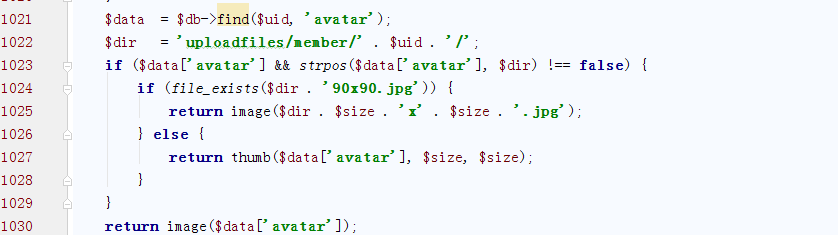 1021 $data = $db->find($uid, 'avatar');
1022 $dir = 'uploadfiles/member/' . $uid . '/';
1023 if ($data['avatar'] && strpos($data['avatar'], $dir) !== false) {
1024 if (file_exists($dir . '90x90.jpg')) {
1025 return image($dir . $size . 'x' . $size . '.jpg');
1026 } else {
1027 return thumb($data['avatar'], $size, $size);
1028 }
1029 }
1030 return image($data['avatar']);